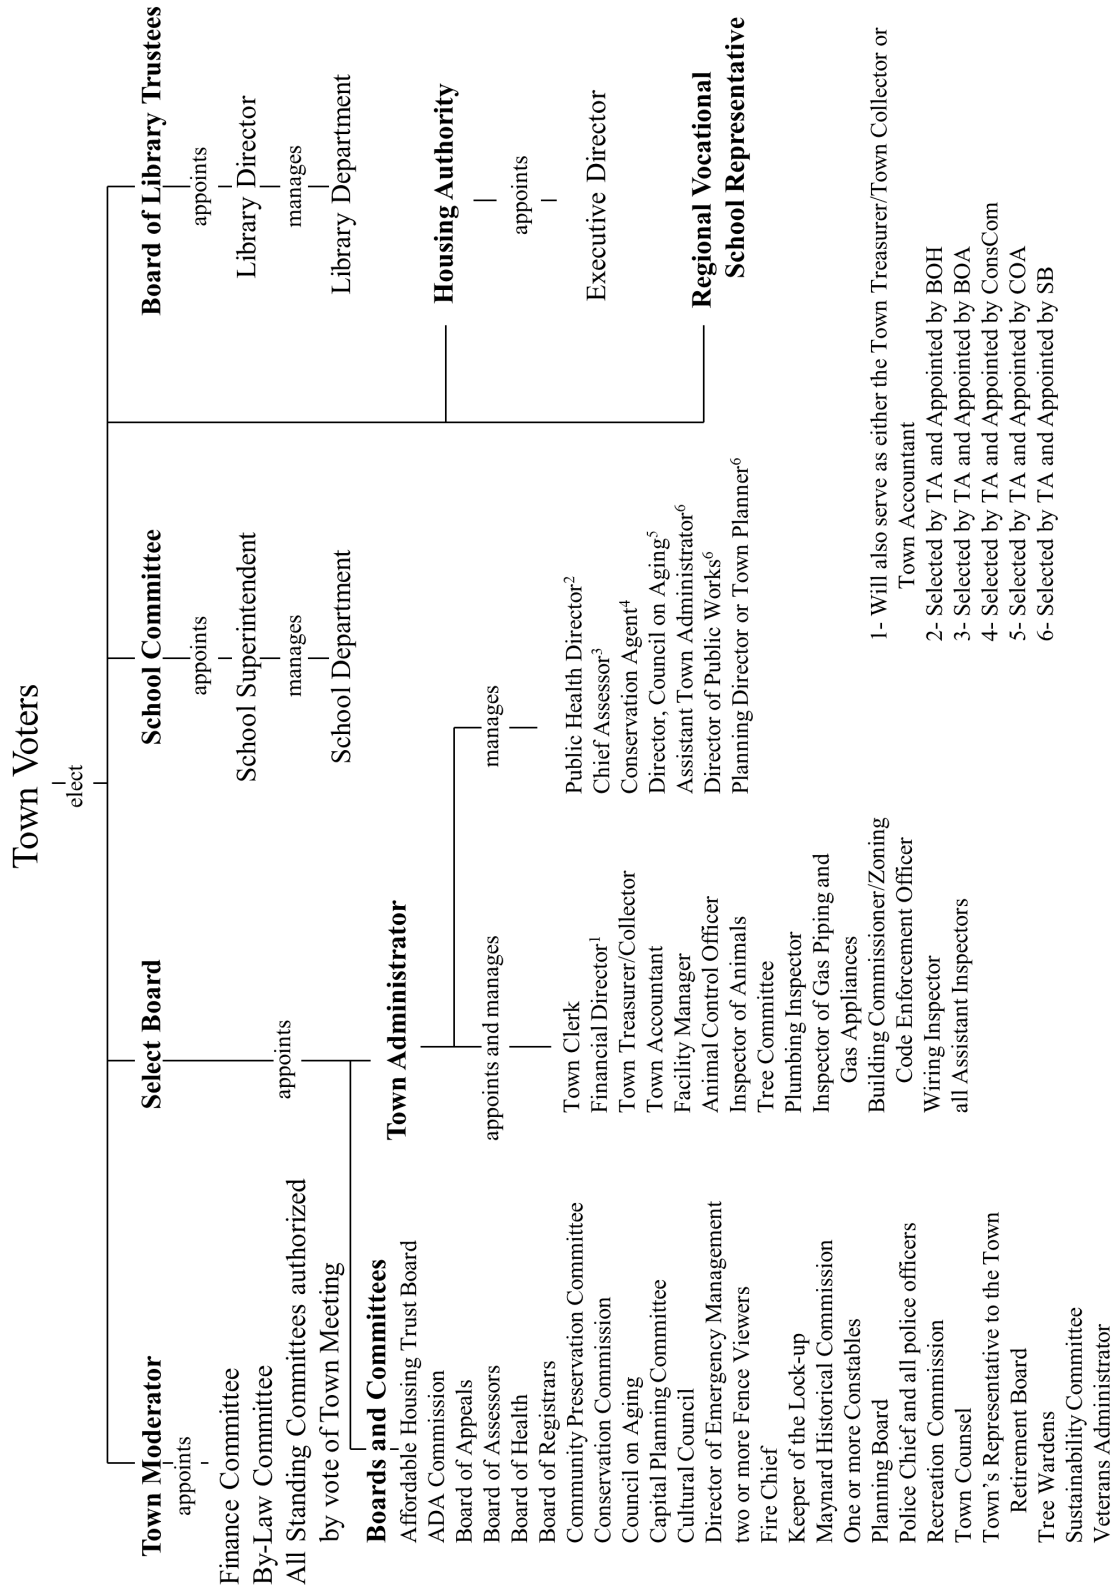 Town Voters
elect
Town Moderator
appoints
Finance Committee
By-Law Committee
All Standing Committees authorized
by vote of Town Meeting
Select Board
appoints
Boards and Committees
Affordable Housing Trust Board
ADA Commission
Board of Appeals
Board of Assessors
Board of Health
Board of Registrars
Community Preservation Committee
Conservation Commission
Council on Aging
Capital Planning Committee
Cultural Council
Director of Emergency Management
two or more Fence Viewers
Fire Chief
Keeper of the Lock-up
Maynard Historical Commission
One or more Constables
Planning Board
Police Chief and all police officers
Recreation Commission
Town Counsel
Town's Representative to the Town
Retirement Board
Tree Wardens
Sustainability Committee
Veterans Administrator
Town Administrator
appoints and manages
Town Clerk
Financial Director¹
Town Treasurer/Collector
Town Accountant
Facility Manager
Animal Control Officer
Inspector of Animals
Tree Committee
Plumbing Inspector
Inspector of Gas Piping and
Gas Appliances
Building Commissioner/Zoning
Code Enforcement Officer
Wiring Inspector
all Assistant Inspectors
manages
Public Health Director²
Chief Assessor³
Conservation Agent⁴
Director, Council on Aging⁵
Assistant Town Administrator⁶
Director of Public Works⁶
Planning Director or Town Planner⁶
School Committee
appoints
School Superintendent
manages
School Department
Board of Library Trustees
appoints
Library Director
manages
Library Department
Housing Authority
appoints
Executive Director
Regional Vocational
School Representative
1- Will also serve as either the Town Treasurer/Town Collector or
Town Accountant
2- Selected by TA and Appointed by BOH
3- Selected by TA and Appointed by BOA
4- Selected by TA and Appointed by ConsCom
5- Selected by TA and Appointed by COA
6- Selected by TA and Appointed by SB